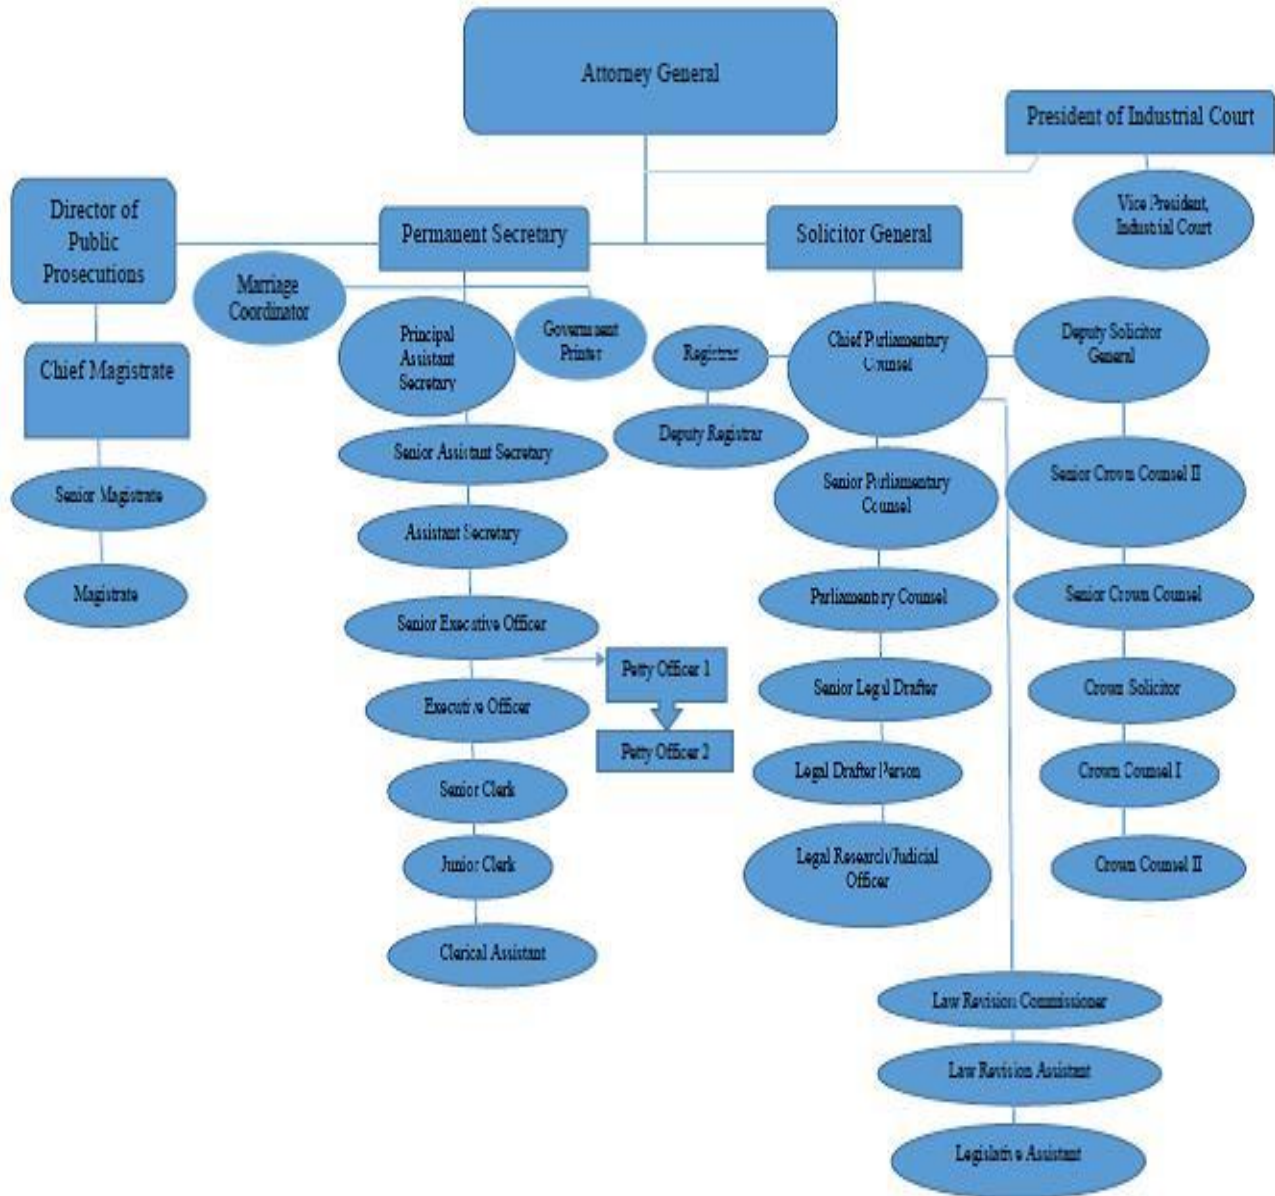 Attorney General
President of Industrial Court
Vice President,
Industrial Court
Director of
Public
Prosecutions
Permanent Secretary
Solicitor General
Marriage
Coordinator
Principal
Assistant
Secretary
Government
Printer
Registrar
Chief Parliamentary
Counsel
Deputy Solicitor
General
Chief Magistrate
Deputy Registrar
Senior Assistant Secretary
Senior Parliamentary
Counsel
Senior Crown Counsel II
Senior Magistrate
Assistant Secretary
Magistrate
Parliamentary Counsel
Senior Crown Counsel
Senior Executive Officer
Petty Officer 1
Senior Legal Drafter
Crown Solicitor
Executive Officer
Petty Officer 2
Legal Drafter Person
Crown Counsel I
Senior Clerk
Junior Clerk
Legal Research/Judicial
Officer
Crown Counsel II
Clerical Assistant
Law Revision Commissioner
Law Revision Assistant
Legislative Assistant